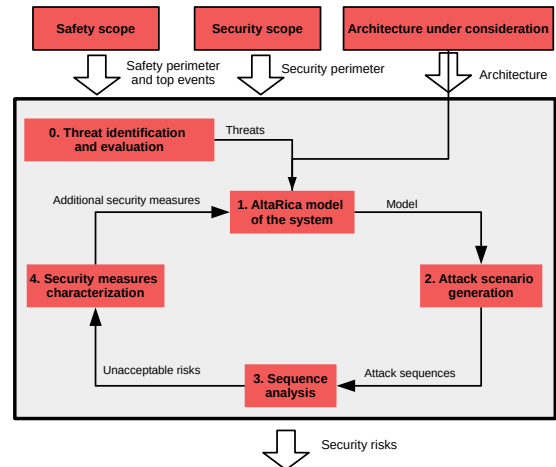 Safety scope
Security scope
Architecture under consideration
Safety perimeter
and top events
Security perimeter
Architecture
0. Threat identification
and evaluation
Threats
Additional security measures
1. AltaRica model
of the system
Model
4. Security measures
characterization
2. Attack scenario
generation
Unacceptable risks
3. Sequence
analysis
Attack sequences
Security risks